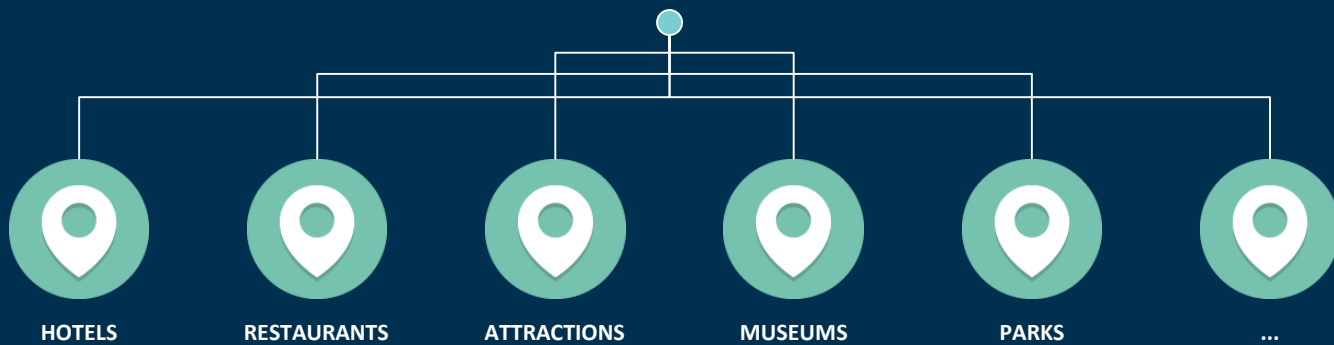 HOTELS
RESTAURANTS
ATTRACTIONS
MUSEUMS
PARKS
...